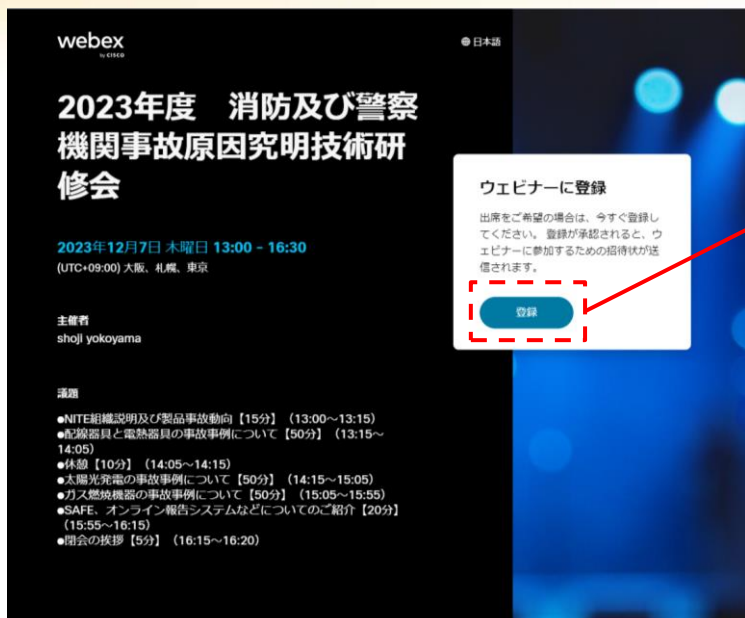 webex
by CISCO
日本語
2023年度　消防及び警察
機関事故原因究明技術研
修会
2023年12月7日 木曜日 13:00 - 16:30
(UTC+09:00) 大阪、札幌、東京
主催者
shoji yokoyama
議題
●NITE組織説明及び製品事故動向【15分】（13:00～13:15）
●配線器具と電熱器具の事故事例について【50分】（13:15～
14:05）
●休憩【10分】（14:05～14:15）
●太陽光発電の事故事例について【50分】（14:15～15:05）
●ガス燃焼機器の事故事例について【50分】（15:05～15:55）
●SAFE、オンライン報告システムなどについてのご紹介【20分】
（15:55～16:15）
●閉会の挨拶【5分】（16:15～16:20）
ウェビナーに登録
出席をご希望の場合は、今すぐ登録し
てください。 登録が承認されると、ウ
ェビナーに参加するための招待状が送
信されます。
登録